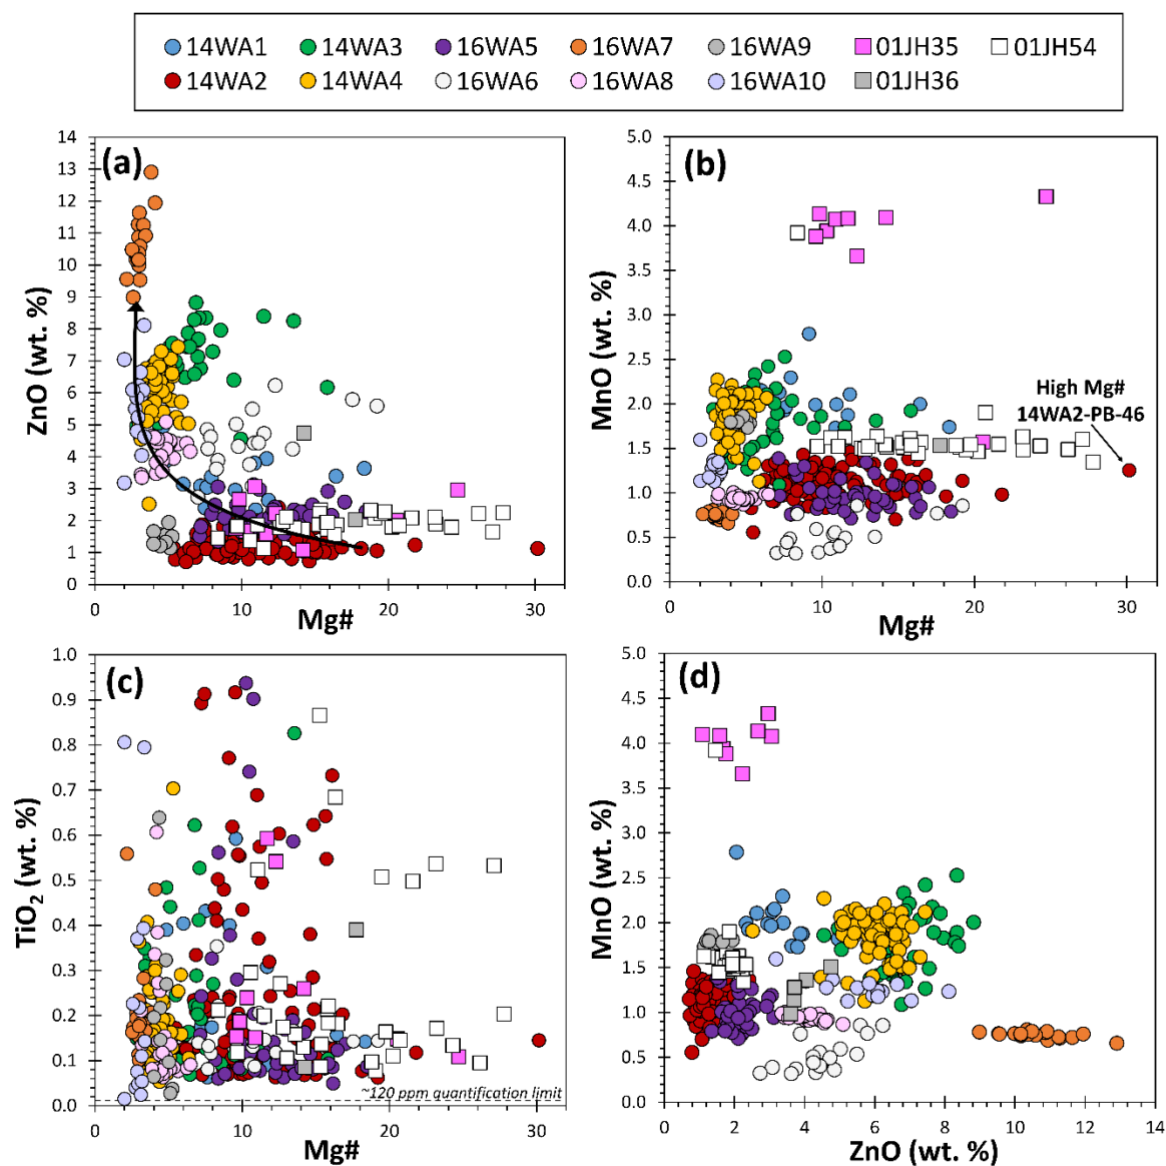 14WA1 14WA3 16WA5 16WA7 16WA9 01JH35 01JH54
14WA2 14WA4 16WA6 16WA8 16WA10 01JH36
(a)
14
13
12
11
10
9
8
7
6
5
4
3
2
1
0
ZnO (wt. %)
0 10 20 30
Mg#
(b)
5.0
4.5
4.0
3.5
3.0
2.5
2.0
1.5
1.0
0.5
0.0
MnO (wt. %)
High Mg#
14WA2-PB-46
0 10 20 30
Mg#
(c)
1.0
0.9
0.8
0.7
0.6
0.5
0.4
0.3
0.2
0.1
0.0
TiO2 (wt. %)
~120 ppm quantification limit
0 10 20 30
Mg#
(d)
5.0
4.5
4.0
3.5
3.0
2.5
2.0
1.5
1.0
0.5
0.0
MnO (wt. %)
0 2 4 6 8 10 12 14
ZnO (wt. %)